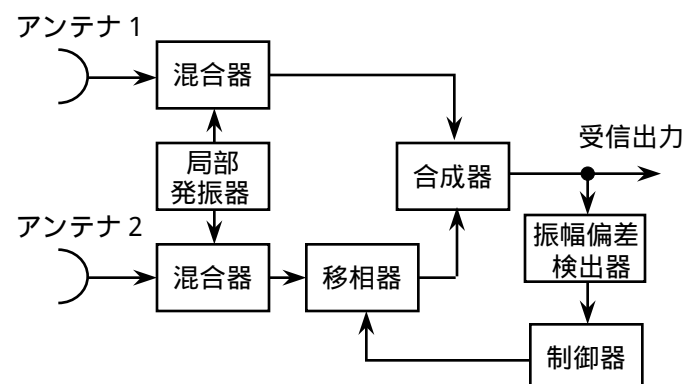 アンテナ 1
混合器
局部
発振器
合成器
受信出力
アンテナ 2
混合器
移相器
振幅偏差
検出器
制御器